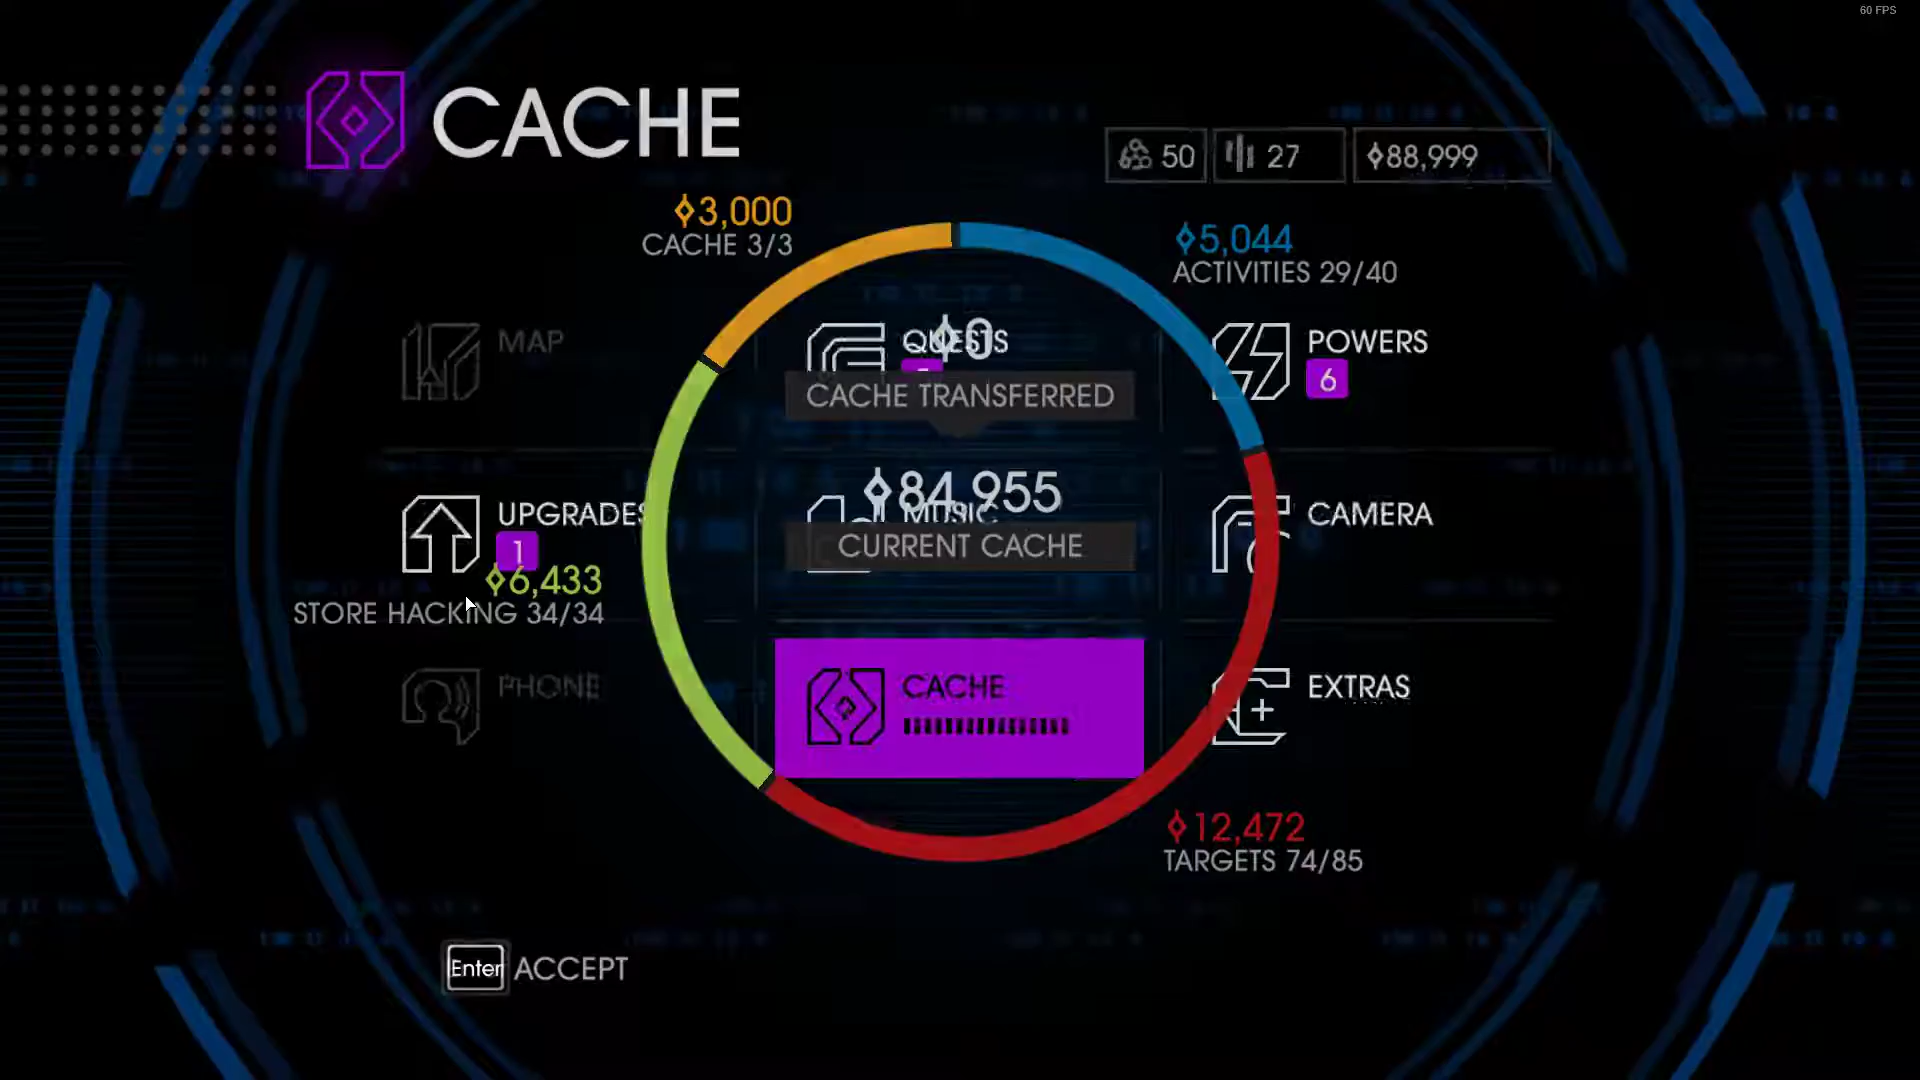 60 FPS
CACHE
50
27
88,999
3,000
CACHE 3/3
5,044
ACTIVITIES 29/40
MAP
QUESTS
0
POWERS
6
CACHE TRANSFERRED
84,955
UPGRADES
MUSIC
CAMERA
1
CURRENT CACHE
6,433
STORE HACKING 34/34
PHONE
CACHE
EXTRAS
12,472
TARGETS 74/85
Enter ACCEPT